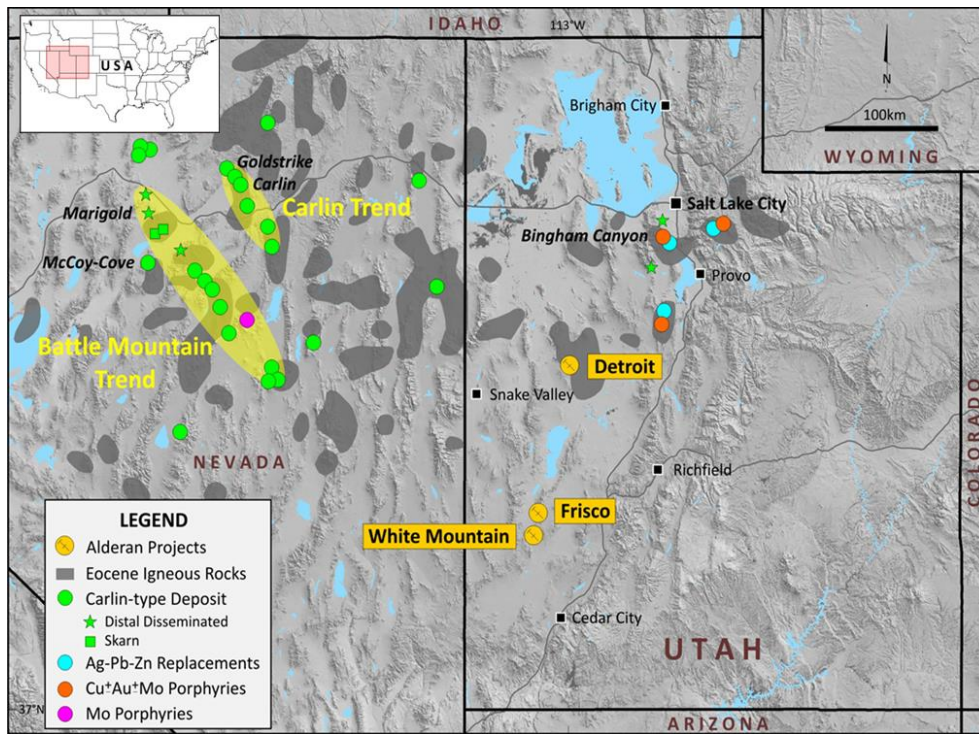 IDAHO
113°W
USA
N
100km
WYOMING
Brigham City
Goldstrike
Carlin
Carlin Trend
Marigold
McCoy-Cove
Salt Lake City
Bingham Canyon
Provo
Battle Mountain
Trend
Detroit
Snake Valley
NEVADA
COLORADO
Richfield
Frisco
White Mountain
LEGEND
Alderan Projects
Eocene Igneous Rocks
Carlin-type Deposit
Distal Disseminated
Skarn
Ag-Pb-Zn Replacements
Cu⁺Au⁺Mo Porphyries
Mo Porphyries
Cedar City
UTAH
37°N
ARIZONA